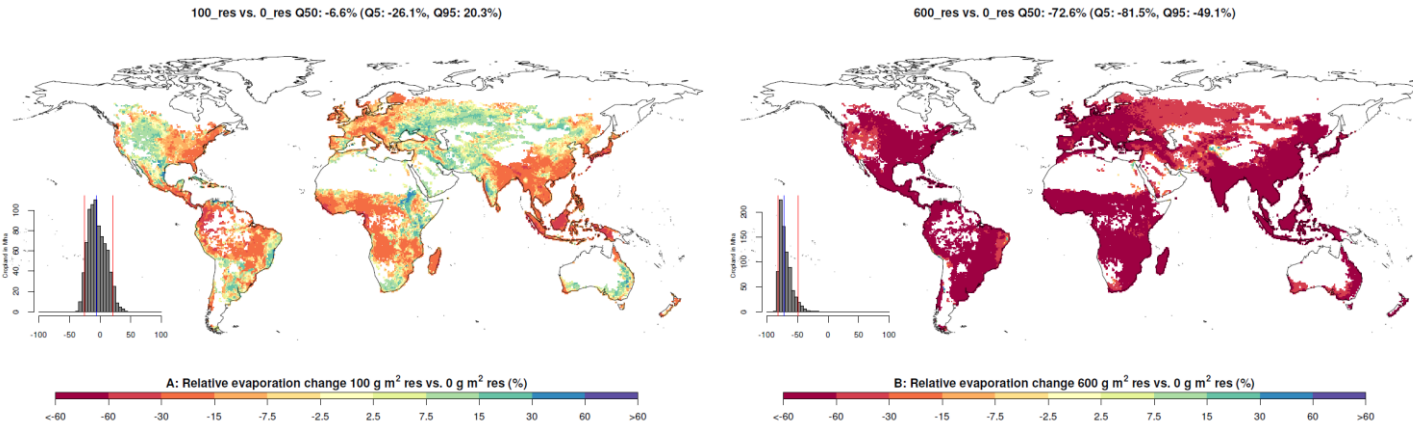 100_res vs. 0_res Q50: -6.6% (Q5: -26.1%, Q95: 20.3%)
600_res vs. 0_res Q50: -72.6% (Q5: -81.5%, Q95: -49.1%)
Cropland in Mha
0 20 40 60 80 100
-100 -50 0 50 100
Cropland in Mha
0 50 100 150 200
-100 -50 0 50 100
A: Relative evaporation change 100 g m² res vs. 0 g m² res (%)
<-60 -60 -30 -15 -7.5 -2.5 2.5 7.5 15 30 60 >60
B: Relative evaporation change 600 g m² res vs. 0 g m² res (%)
<-60 -60 -30 -15 -7.5 -2.5 2.5 7.5 15 30 60 >60